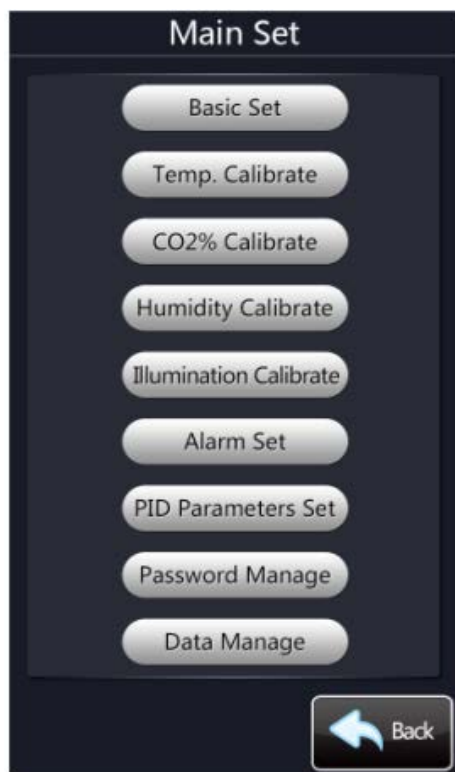 Main Set
Basic Set
Temp. Calibrate
CO2% Calibrate
Humidity Calibrate
Illumination Calibrate
Alarm Set
PID Parameters Set
Password Manage
Data Manage
Back